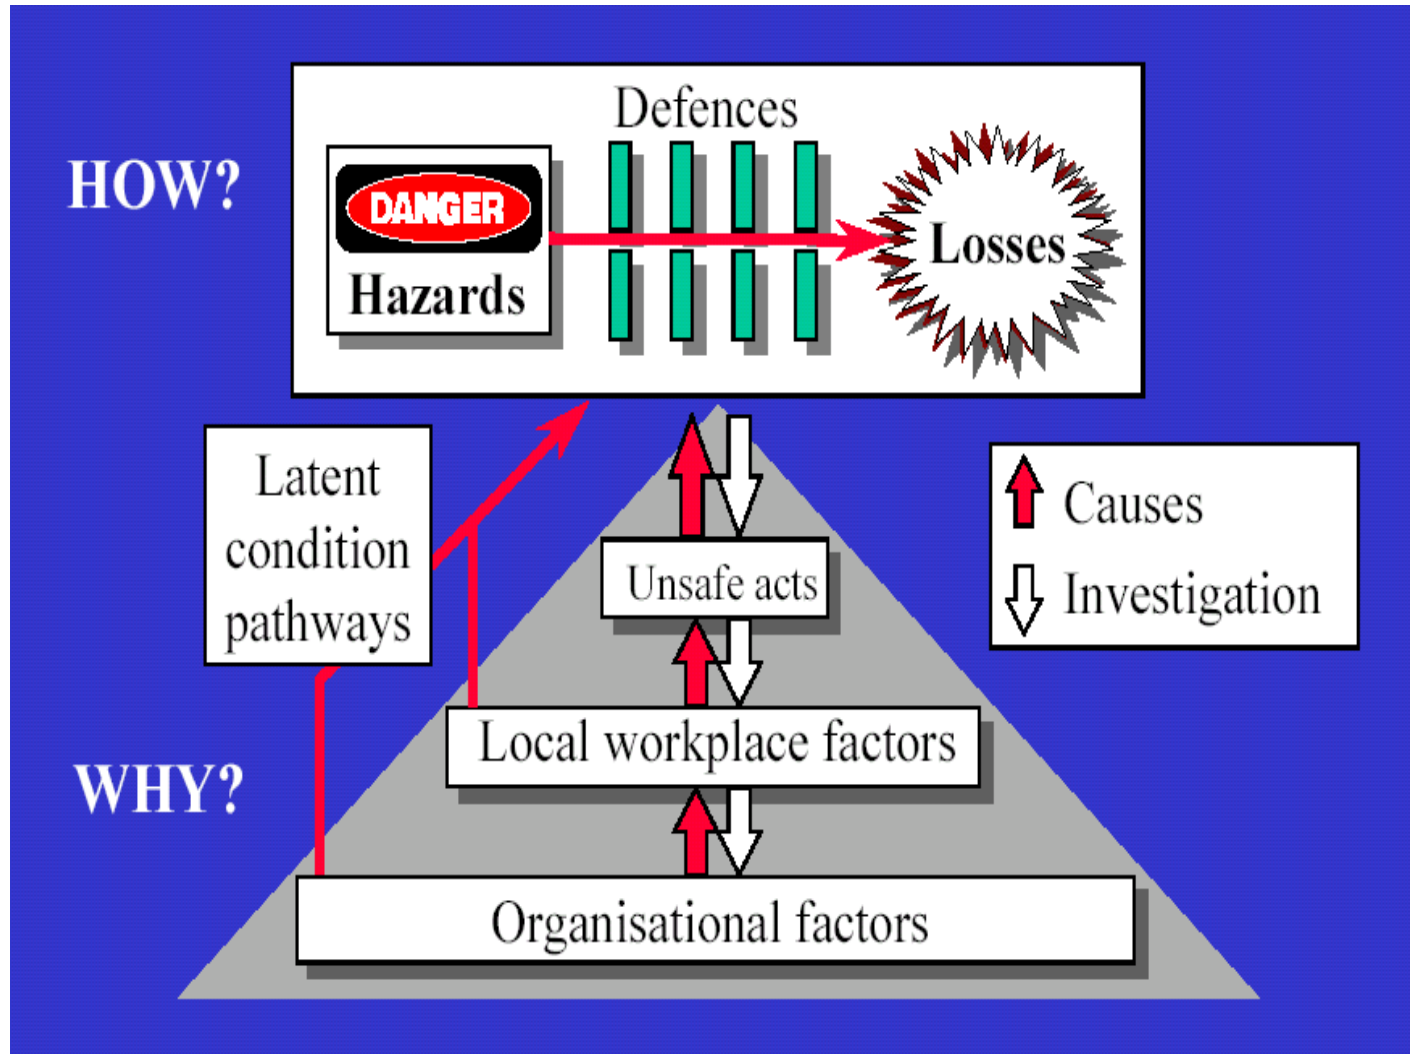 HOW?
Defences
DANGER
Hazards
Losses
Latent
condition
pathways
Causes
Investigation
Unsafe acts
Local workplace factors
WHY?
Organisational factors